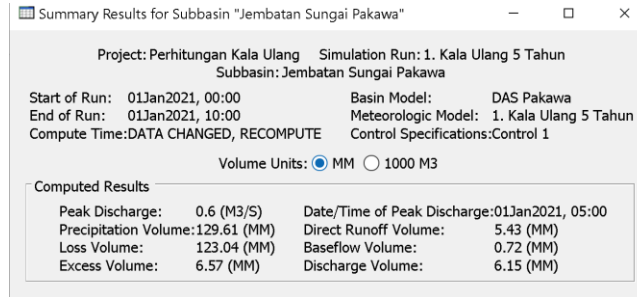 Summary Results for Subbasin "Jembatan Sungai Pakawa"
Project: Perhitungan Kala Ulang Simulation Run: 1. Kala Ulang 5 Tahun
Subbasin: Jembatan Sungai Pakawa
Start of Run: 01Jan2021, 00:00 Basin Model: DAS Pakawa
End of Run: 01Jan2021, 10:00 Meteorologic Model: 1. Kala Ulang 5 Tahun
Compute Time:DATA CHANGED, RECOMPUTE Control Specifications:Control 1
Volume Units: MM 1000 M3
Computed Results
Peak Discharge: 0.6 (M3/S) Date/Time of Peak Discharge:01Jan2021, 05:00
Precipitation Volume:129.61 (MM) Direct Runoff Volume: 5.43 (MM)
Loss Volume: 123.04 (MM) Baseflow Volume: 0.72 (MM)
Excess Volume: 6.57 (MM) Discharge Volume: 6.15 (MM)